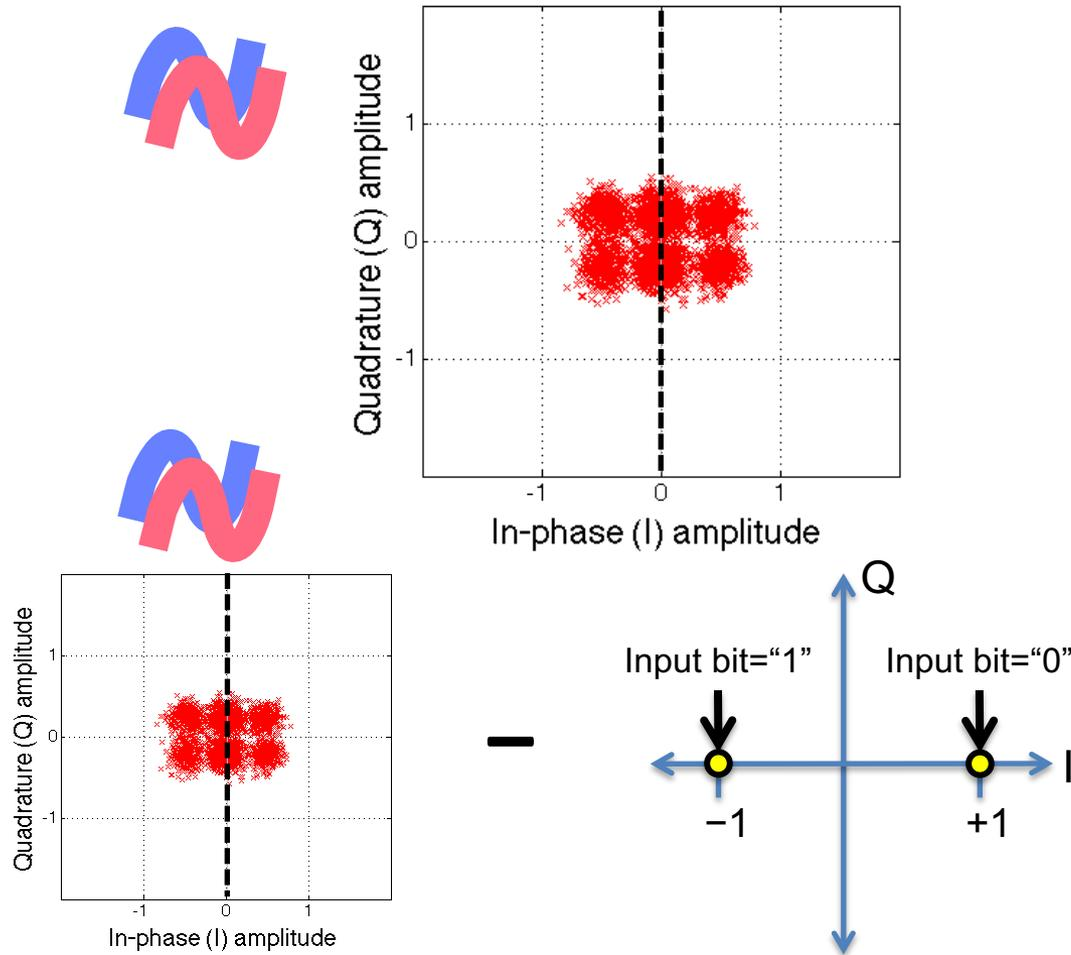 Quadrature (Q) amplitude
1
0
-1
-1 0 1
In-phase (I) amplitude
Quadrature (Q) amplitude
1
0
-1
-1 0 1
In-phase (I) amplitude
Q
Input bit=“1” Input bit=“0”
I
−1 +1